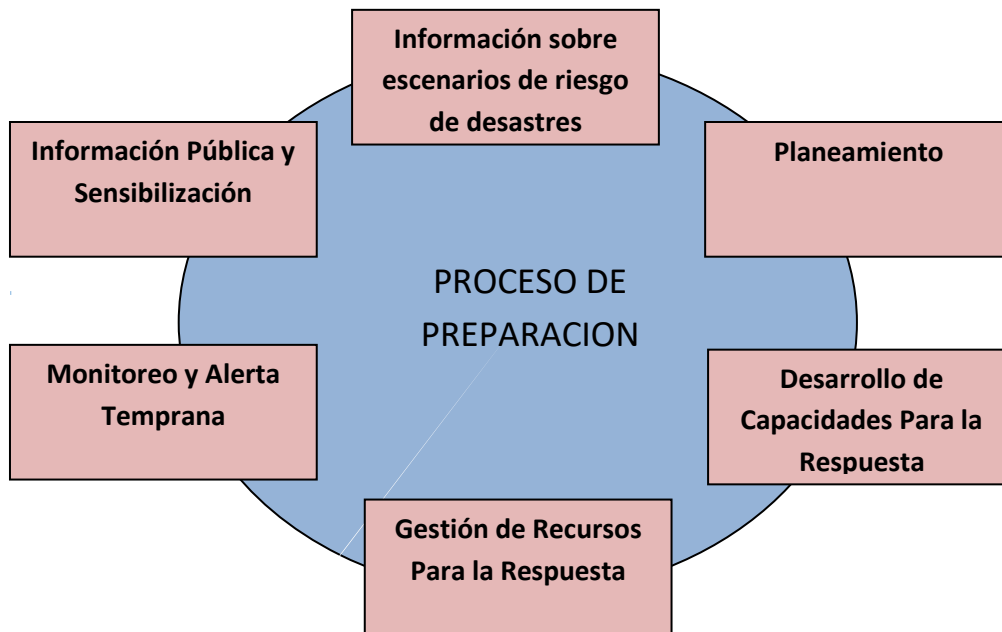 Información sobre
escenarios de riesgo
de desastres
Información Pública y
Sensibilización
Planeamiento
PROCESO DE
PREPARACION
Monitoreo y Alerta
Temprana
Desarrollo de
Capacidades Para la
Respuesta
Gestión de Recursos
Para la Respuesta